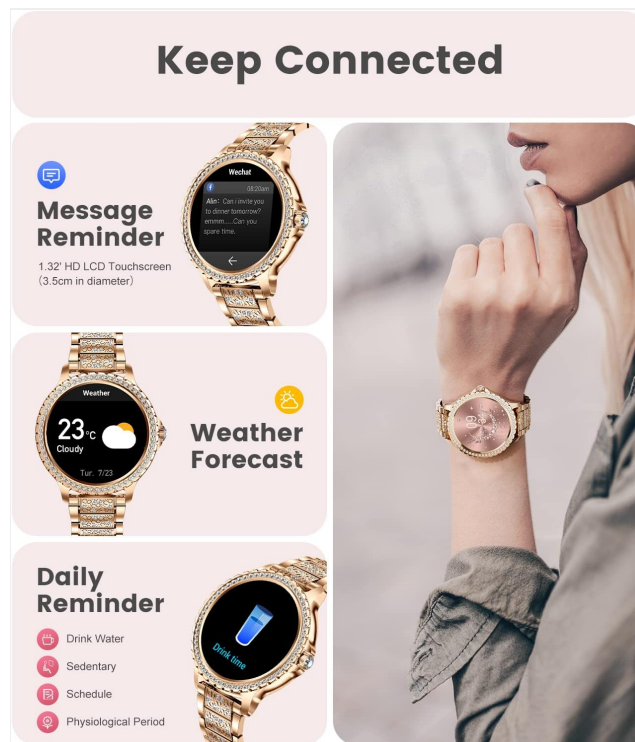 Keep Connected
Message
Reminder
1.32' HD LCD Touchscreen
(3.5cm in diameter)
Wechat
08:20am
Alin: Can i invite you
to dinner tomorrow?
emmm.....Can you
spare time.
Weather
23°C
Cloudy
Tur. 7/23
Weather
Forecast
Daily
Reminder
Drink Water
Sedentary
Schedule
Physiological Period
Drink time